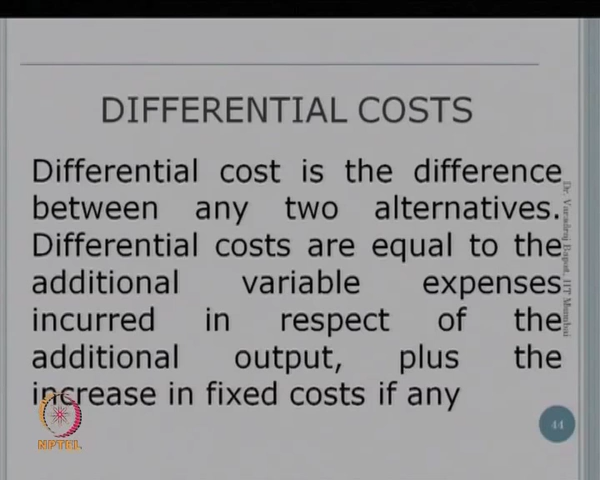 DIFFERENTIAL COSTS
Differential cost is the difference
between any two alternatives.
Differential costs are equal to the
additional variable expenses
incurred in respect of the
additional output, plus the
increase in fixed costs if any
Dr. Varadraj Bapat, IIT Mumbai
44
NPTEL